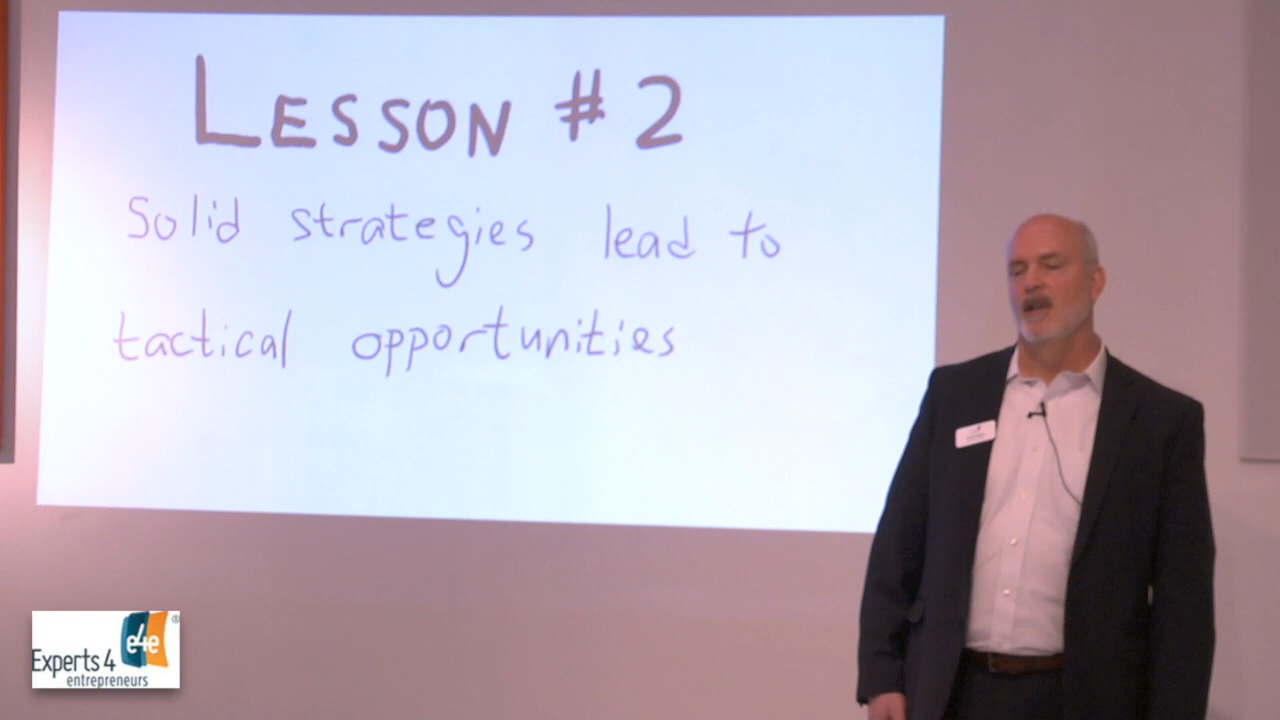 LESSON #2
Solid strategies lead to
tactical opportunities
e4e
®
Experts 4
entrepreneurs